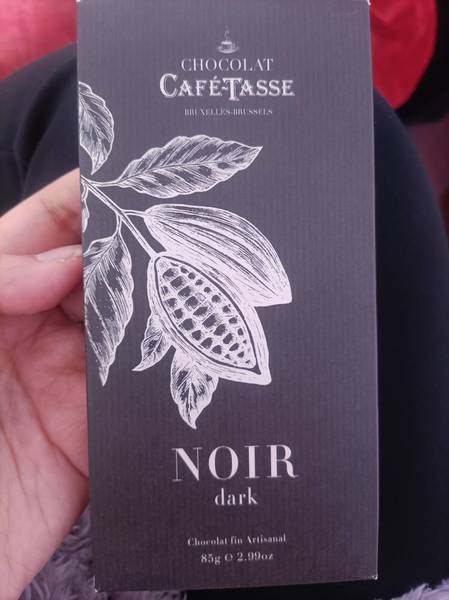 CHOCOLAT
CAFÉ-TASSE
BRUXELLES-BRUSSELS
NOIR
dark
Chocolat fin Artisanal
85g ℮ 2.99oz